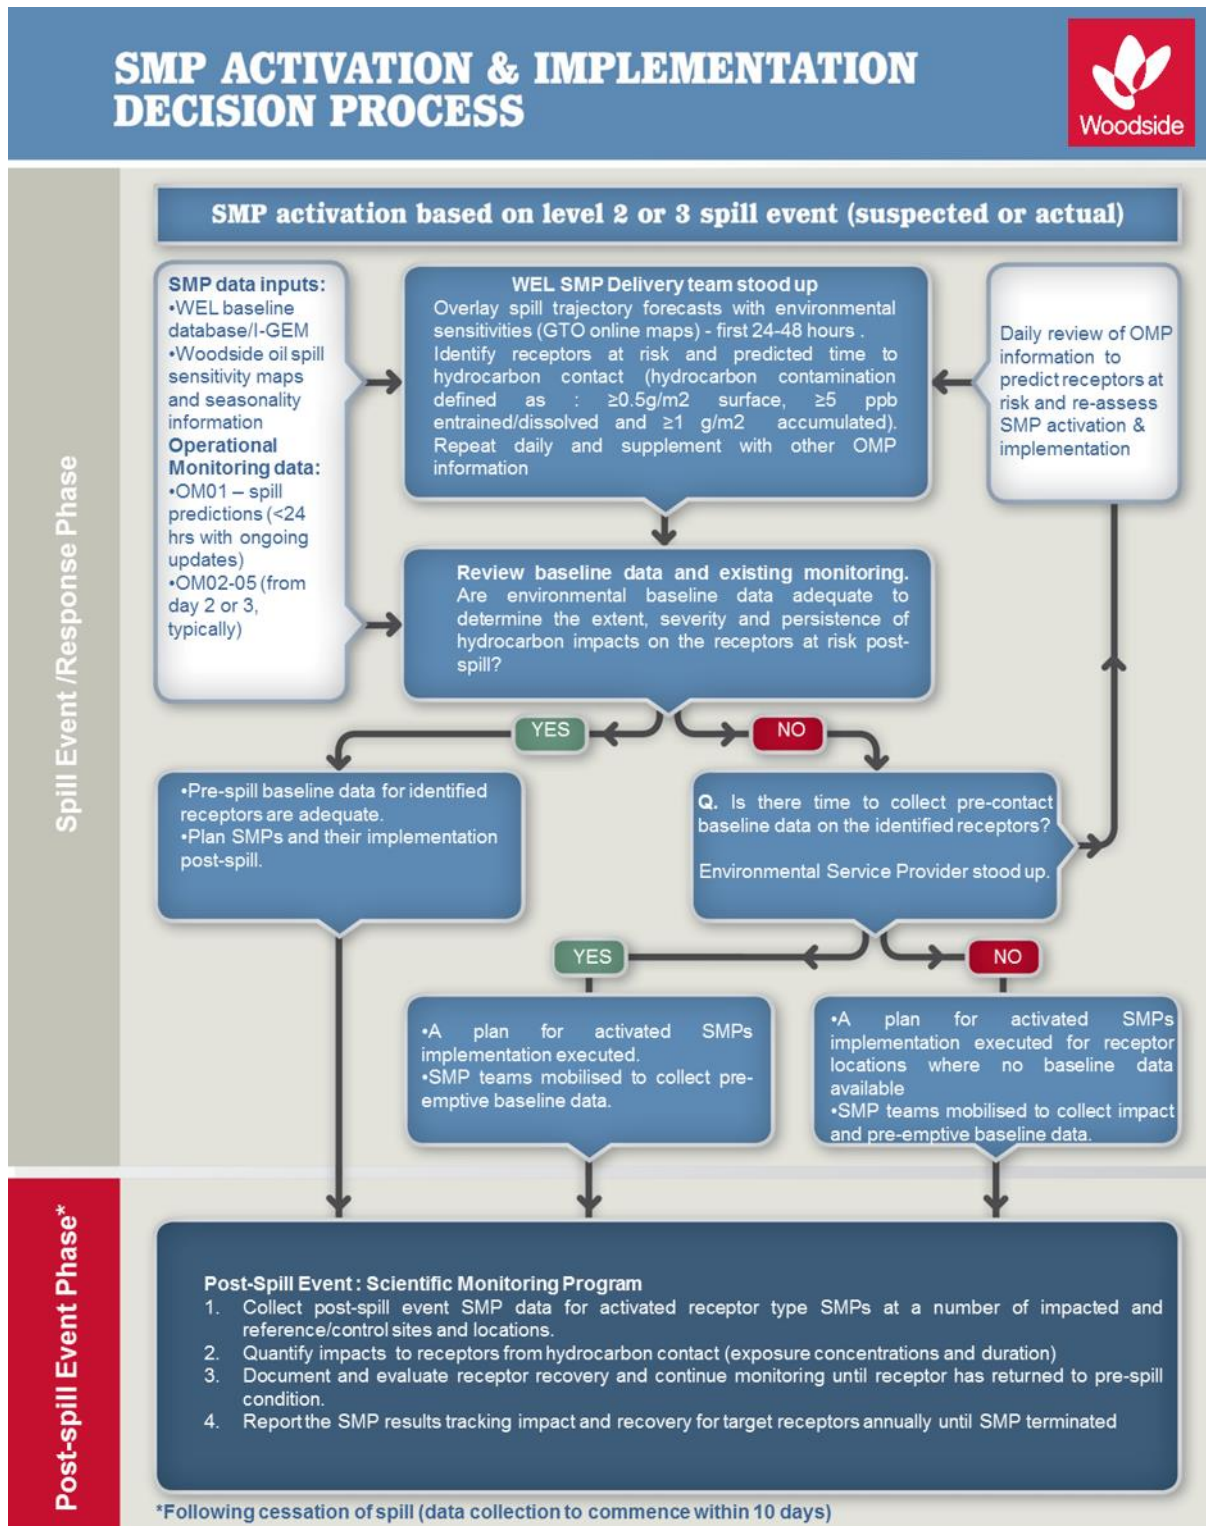 SMP ACTIVATION & IMPLEMENTATION
DECISION PROCESS
Woodside
Spill Event /Response Phase
SMP activation based on level 2 or 3 spill event (suspected or actual)
SMP data inputs:
•WEL baseline
database/I-GEM
•Woodside oil spill
sensitivity maps
and seasonality
information
Operational
Monitoring data:
•OM01 – spill
predictions (<24
hrs with ongoing
updates)
•OM02-05 (from
day 2 or 3,
typically)
WEL SMP Delivery team stood up
Overlay spill trajectory forecasts with environmental
sensitivities (GTO online maps) - first 24-48 hours .
Identify receptors at risk and predicted time to
hydrocarbon contact (hydrocarbon contamination
defined as : ≥0.5g/m2 surface, ≥5 ppb
entrained/dissolved and ≥1 g/m2 accumulated).
Repeat daily and supplement with other OMP
information
Daily review of OMP
information to
predict receptors at
risk and re-assess
SMP activation &
implementation
Review baseline data and existing monitoring.
Are environmental baseline data adequate to
determine the extent, severity and persistence of
hydrocarbon impacts on the receptors at risk post-
spill?
YES
NO
•Pre-spill baseline data for identified
receptors are adequate.
•Plan SMPs and their implementation
post-spill.
Q. Is there time to collect pre-contact
baseline data on the identified receptors?
Environmental Service Provider stood up.
YES
NO
•A plan for activated SMPs
implementation executed.
•SMP teams mobilised to collect pre-
emptive baseline data.
•A plan for activated SMPs
implementation executed for receptor
locations where no baseline data
available
•SMP teams mobilised to collect impact
and pre-emptive baseline data.
Post-spill Event Phase*
Post-Spill Event : Scientific Monitoring Program
1. Collect post-spill event SMP data for activated receptor type SMPs at a number of impacted and
reference/control sites and locations.
2. Quantify impacts to receptors from hydrocarbon contact (exposure concentrations and duration)
3. Document and evaluate receptor recovery and continue monitoring until receptor has returned to pre-spill
condition.
4. Report the SMP results tracking impact and recovery for target receptors annually until SMP terminated
*Following cessation of spill (data collection to commence within 10 days)